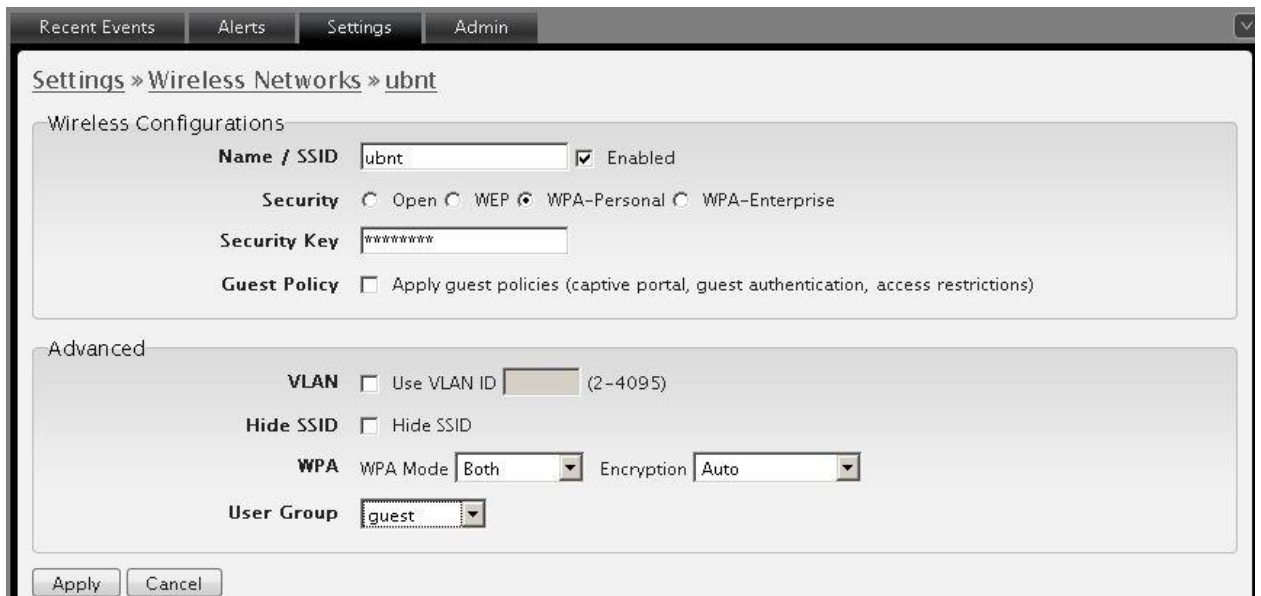 Recent Events Alerts Settings Admin
Settings » Wireless Networks » ubnt
Wireless Configurations
Name / SSID ubnt Enabled
Security Open WEP WPA-Personal WPA-Enterprise
Security Key ********
Guest Policy Apply guest policies (captive portal, guest authentication, access restrictions)
Advanced
VLAN Use VLAN ID (2-4095)
Hide SSID Hide SSID
WPA WPA Mode Both Encryption Auto
User Group guest
Apply Cancel